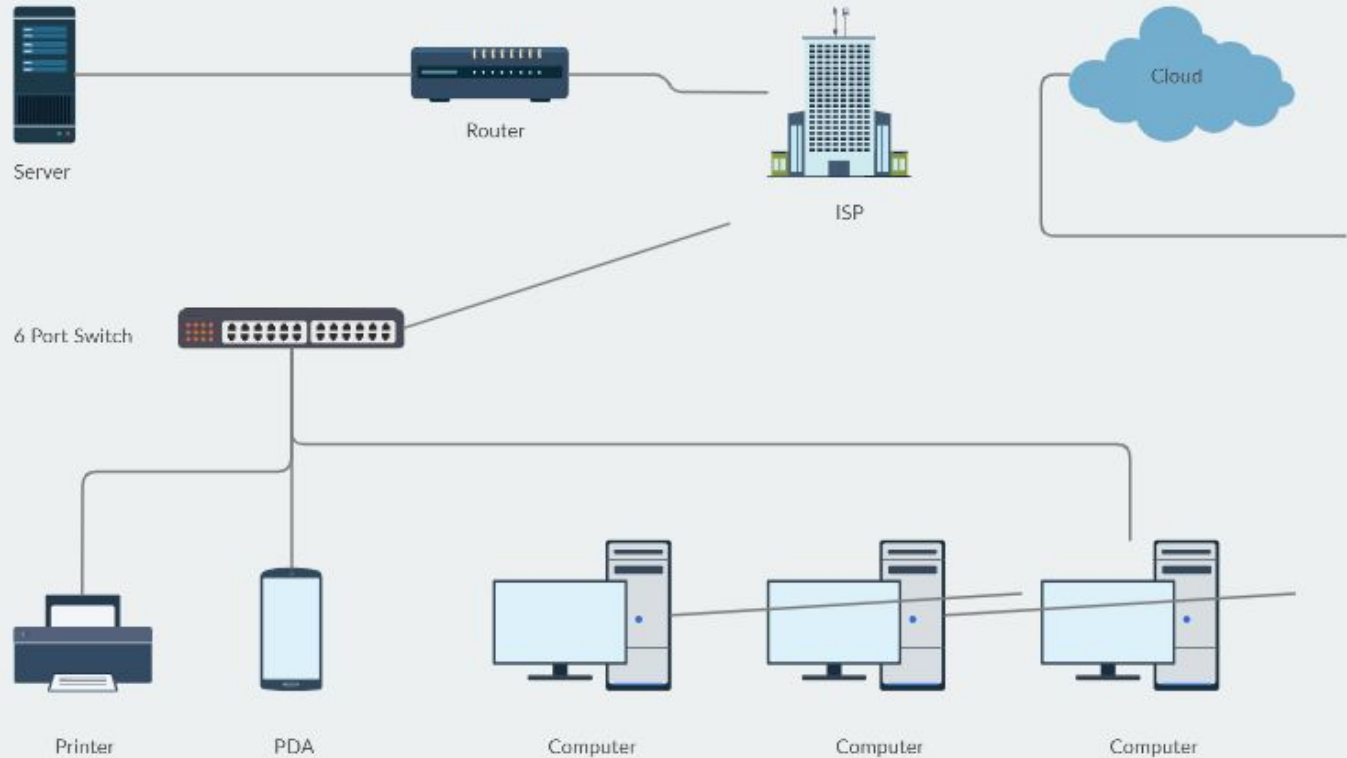 Cloud
Router
Server
ISP
6 Port Switch
Printer
PDA
Computer
Computer
Computer